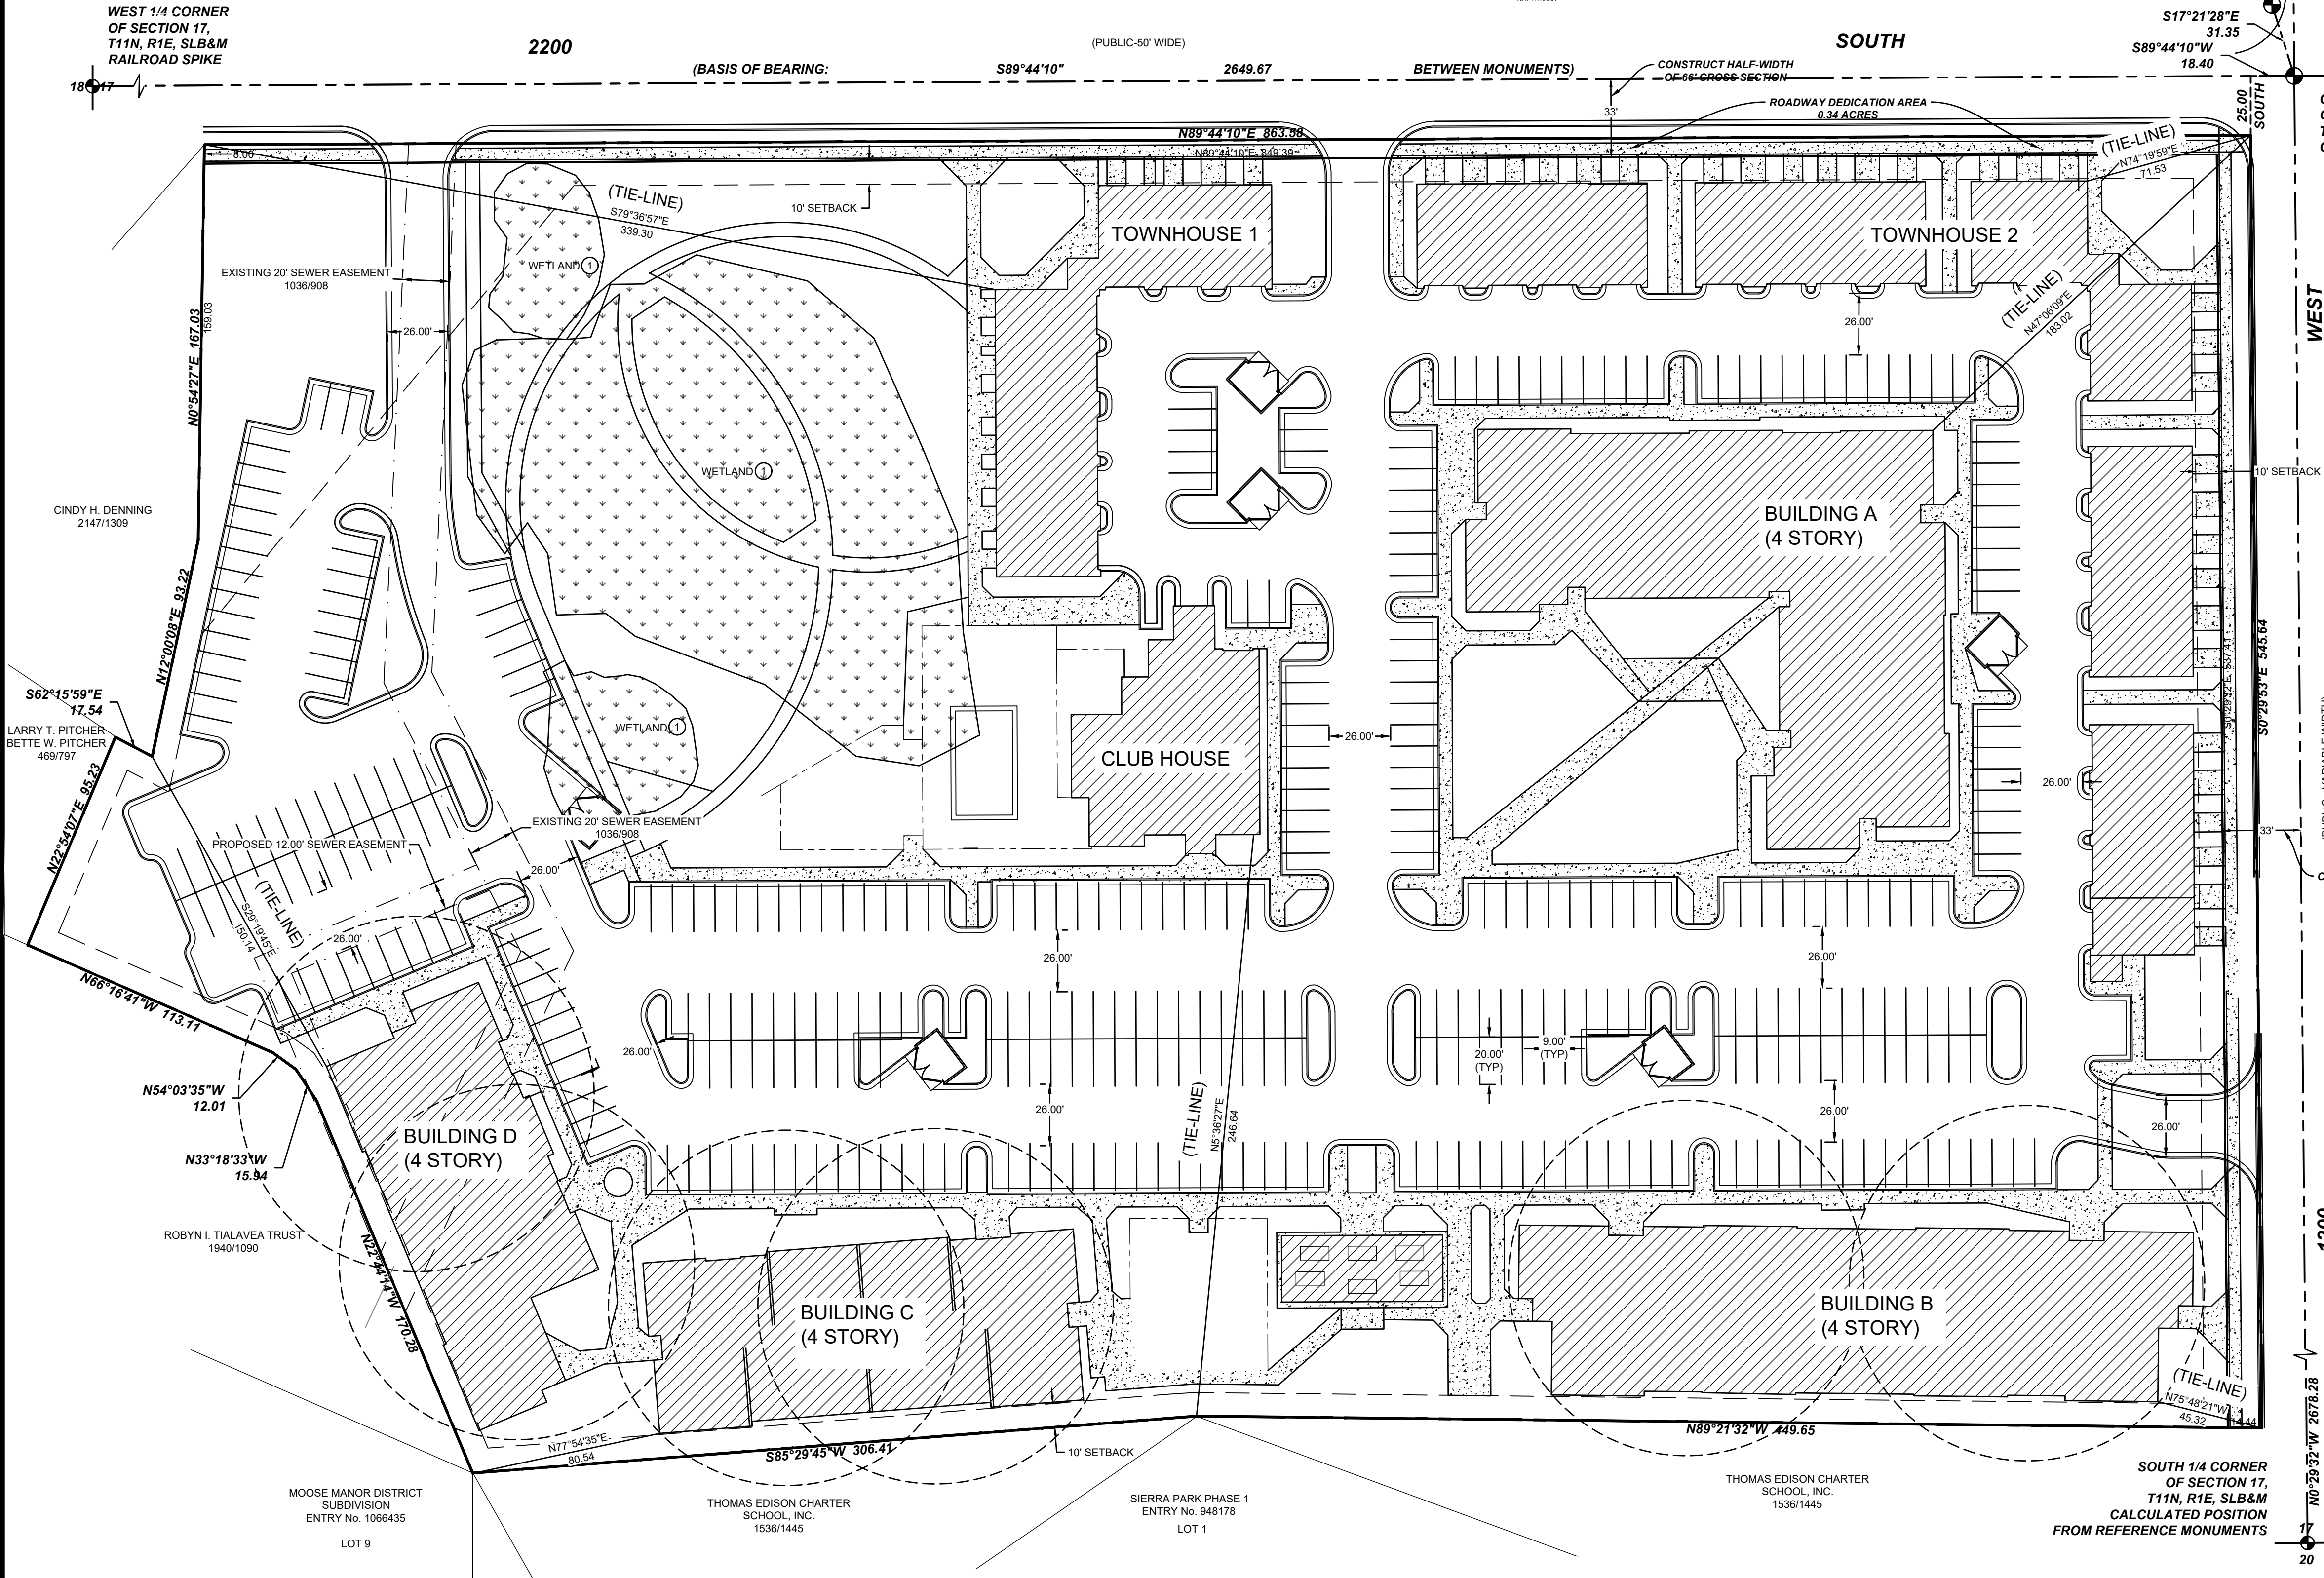 WEST 1/4 CORNER
OF SECTION 17,
T11N, R1E, SLB&M
RAILROAD SPIKE
18
17
2200
(PUBLIC-50' WIDE)
SOUTH
(BASIS OF BEARING:
S89°44'10"
2649.67
BETWEEN MONUMENTS)
CONSTRUCT HALF-WIDTH
OF 66' CROSS SECTION
S17°21'28"E
31.35
S89°44'10"W
18.40
33'
ROADWAY DEDICATION AREA
0.34 ACRES
25.00
SOUTH
N89°44'10"E 863.58
N89°44'10"E 849.39
8.00
(TIE-LINE)
N74°19'59"E
71.53
(TIE-LINE)
S79°36'57"E
339.30
10' SETBACK
TOWNHOUSE 1
TOWNHOUSE 2
WETLAND 1
EXISTING 20' SEWER EASEMENT
1036/908
26.00'
N0°54'27"E 167.03
159.03
(TIE-LINE)
N47°06'09"E
183.02
26.00'
WEST
WETLAND 1
10' SETBACK
CINDY H. DENNING
2147/1309
BUILDING A
(4 STORY)
N12°00'08"E 93.22
S0°29'53"E 545.64
S62°15'59"E
17.54
LARRY T. PITCHER
BETTE W. PITCHER
469/797
WETLAND 1
26.00'
CLUB HOUSE
26.00'
N22°54'07"E 95.23
EXISTING 20' SEWER EASEMENT
1036/908
PROPOSED 12.00' SEWER EASEMENT
33'
26.00'
(TIE-LINE)
S29°19'45"E
150.14
26.00'
26.00'
26.00'
N66°16'41"W 113.11
26.00'
20.00'
(TYP)
9.00'
(TYP)
N54°03'35"W
12.01
26.00'
26.00'
26.00'
(TIE-LINE)
N5°36'27"E
246.64
BUILDING D
(4 STORY)
N33°18'33"W
15.94
ROBYN I. TIALAVEA TRUST
1940/1090
N22°44'14"W 170.28
1200
BUILDING C
(4 STORY)
BUILDING B
(4 STORY)
(TIE-LINE)
N75°48'21"W
45.32
14.44
N77°54'35"E
80.54
S85°29'45"W 306.41
10' SETBACK
N89°21'32"W 449.65
N0°29'32"W 2678.28
MOOSE MANOR DISTRICT
SUBDIVISION
ENTRY No. 1066435
LOT 9
THOMAS EDISON CHARTER
SCHOOL, INC.
1536/1445
SIERRA PARK PHASE 1
ENTRY No. 948178
LOT 1
THOMAS EDISON CHARTER
SCHOOL, INC.
1536/1445
SOUTH 1/4 CORNER
OF SECTION 17,
T11N, R1E, SLB&M
CALCULATED POSITION
FROM REFERENCE MONUMENTS
17
20